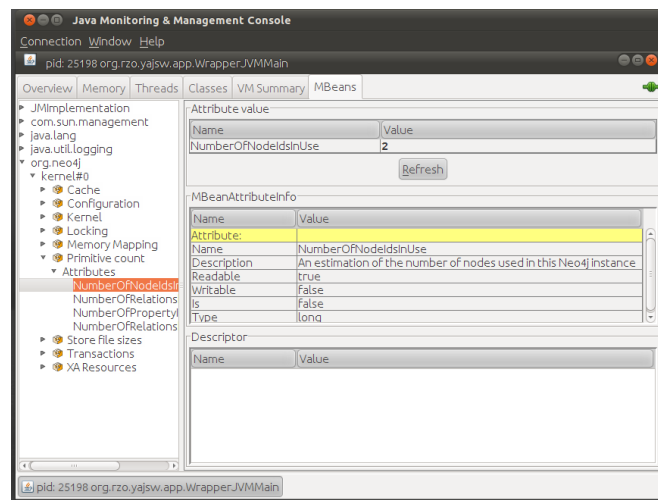 Java Monitoring & Management Console
Connection Window Help
pid: 25198 org.rzo.yajsw.app.WrapperJVMMain
Overview Memory Threads Classes VM Summary MBeans
JMImplementation
com.sun.management
java.lang
java.util.logging
org.neo4j
kernel#0
Cache
Configuration
Kernel
Locking
Memory Mapping
Primitive count
Attributes
NumberOfNodeIdsIn
NumberOfRelations
NumberOfPropertyI
NumberOfRelations
Store file sizes
Transactions
XA Resources
Attribute value
Name Value
NumberOfNodeIdsInUse 2
Refresh
MBeanAttributeInfo
Name Value
Attribute:
Name NumberOfNodeIdsInUse
Description An estimation of the number of nodes used in this Neo4j instance
Readable true
Writable false
Is false
Type long
Descriptor
Name Value
pid: 25198 org.rzo.yajsw.app.WrapperJVMMain